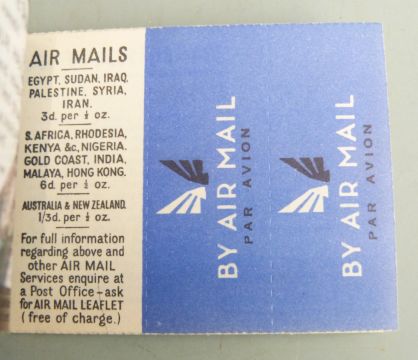 AIR MAILS
EGYPT, SUDAN, IRAQ,
PALESTINE, SYRIA,
IRAN.
3d. per ½ oz.
S. AFRICA, RHODESIA,
KENYA &c, NIGERIA.
GOLD COAST, INDIA,
MALAYA, HONG KONG.
6d. per ½ oz.
AUSTRALIA & NEW ZEALAND.
1/3d. per ½ oz.
For full information
regarding above and
other AIR MAIL
Services enquire at
a Post Office-ask
for AIR MAIL LEAFLET
(free of charge.)
BY AIR MAIL
PAR AVION
BY AIR MAIL
PAR AVION